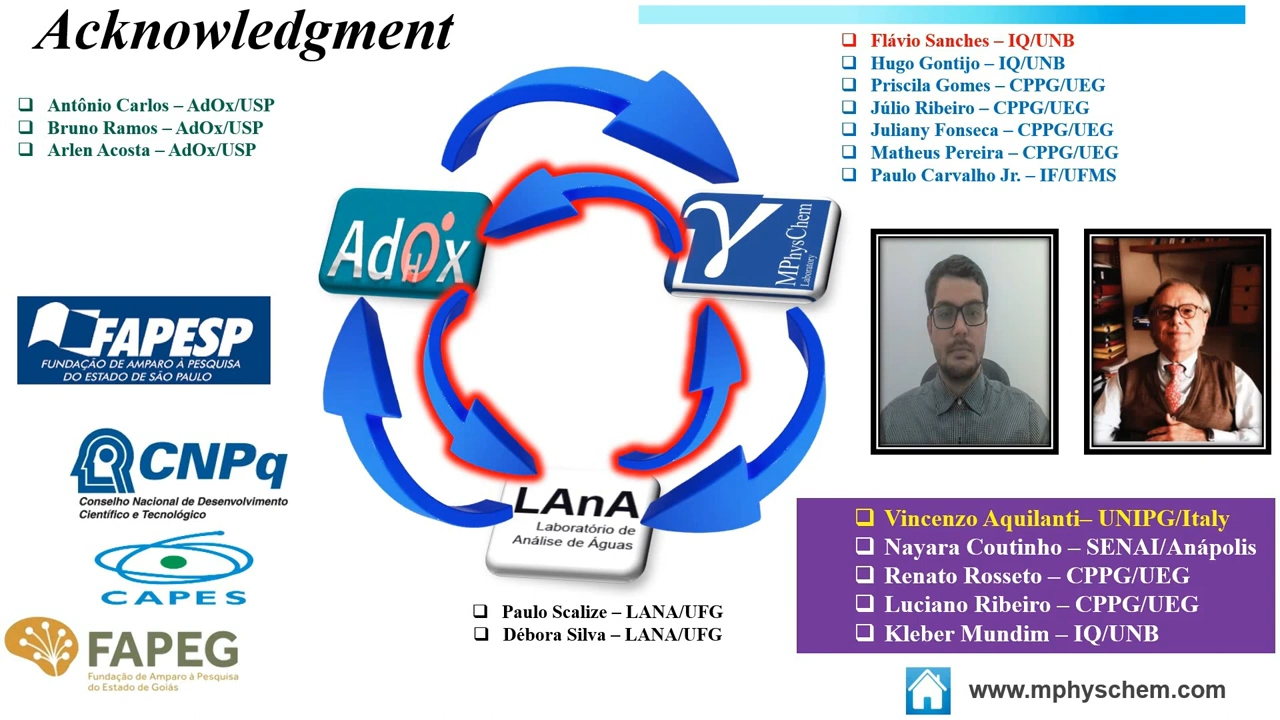 Acknowledgment
❑ Antônio Carlos – AdOx/USP
❑ Bruno Ramos – AdOx/USP
❑ Arlen Acosta – AdOx/USP
❑ Flávio Sanches – IQ/UNB
❑ Hugo Gontijo – IQ/UNB
❑ Priscila Gomes – CPPG/UEG
❑ Júlio Ribeiro – CPPG/UEG
❑ Juliany Fonseca – CPPG/UEG
❑ Matheus Pereira – CPPG/UEG
❑ Paulo Carvalho Jr. – IF/UFMS
AdOx
γ
MPhysChem
Laboratory
FAPESP
FUNDAÇÃO DE AMPARO À PESQUISA
DO ESTADO DE SÃO PAULO
CNPq
Conselho Nacional de Desenvolvimento
Científico e Tecnológico
CAPES
FAPEG
Fundação de Amparo à Pesquisa
do Estado de Goiás
LAnA
Laboratório de
Análise de Águas
❑ Paulo Scalize – LANA/UFG
❑ Débora Silva – LANA/UFG
❑ Vincenzo Aquilanti– UNIPG/Italy
❑ Nayara Coutinho – SENAI/Anápolis
❑ Renato Rosseto – CPPG/UEG
❑ Luciano Ribeiro – CPPG/UEG
❑ Kleber Mundim – IQ/UNB
www.mphyschem.com